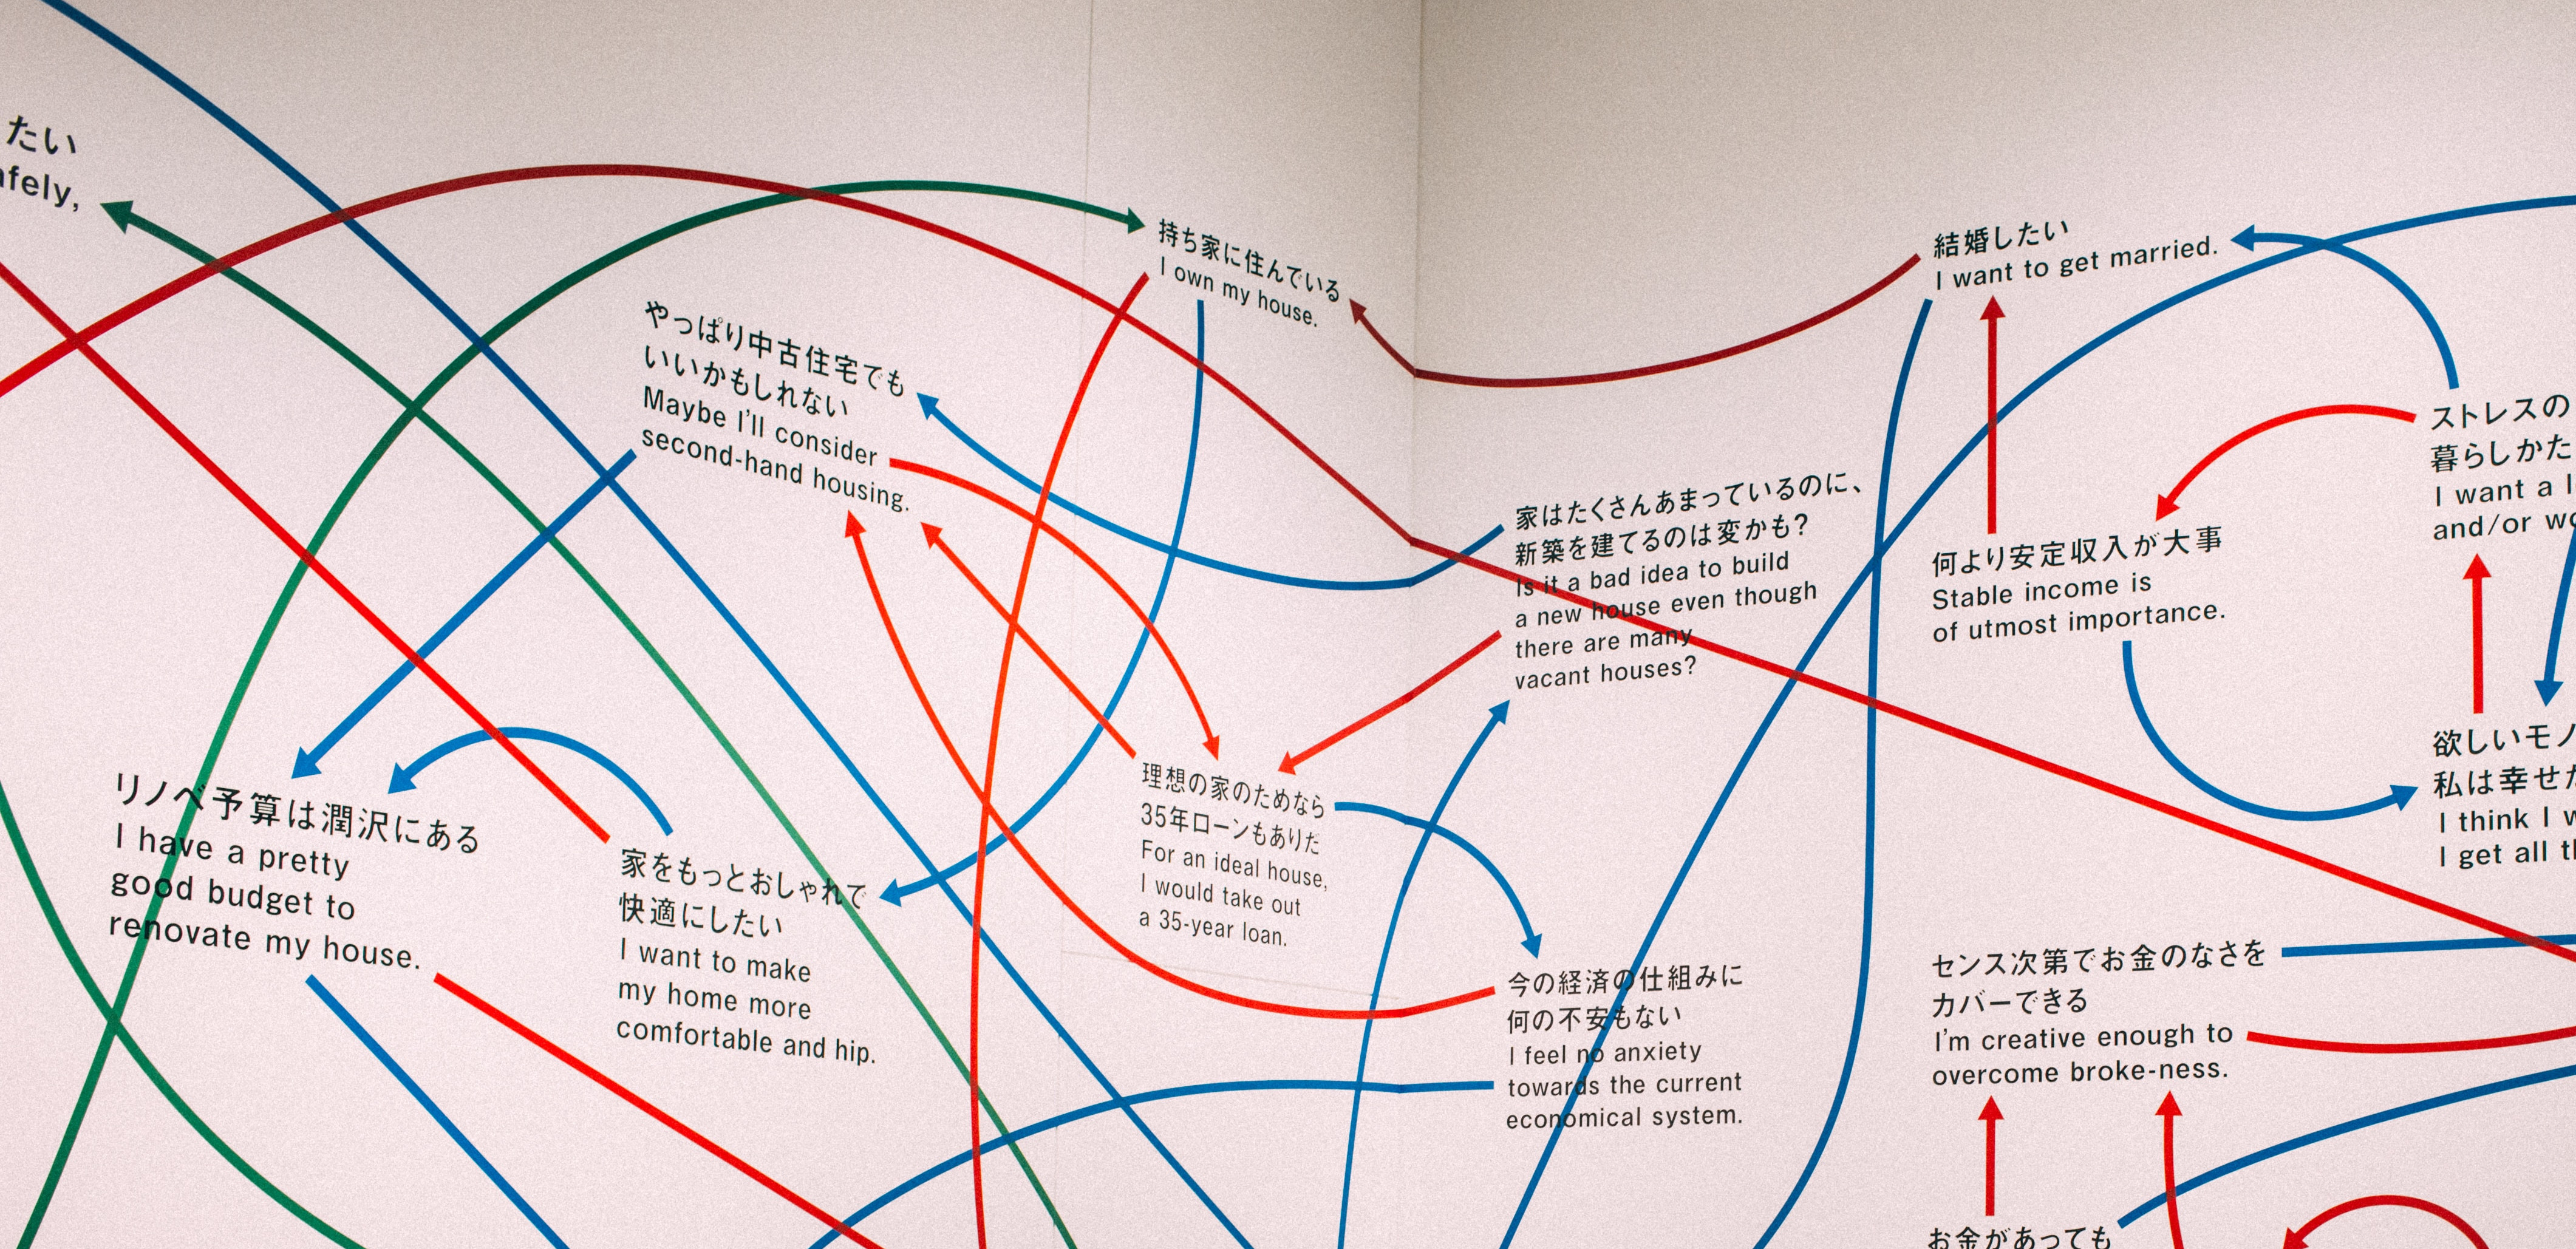 たい
afely,
持ち家に住んでいる
I own my house.
やっぱり中古住宅でも
いいかもしれない
Maybe I'll consider
second-hand housing.
結婚したい
I want to get married.
家はたくさんあまっているのに、
新築を建てるのは変かも?
Is it a bad idea to build
a new house even though
there are many
vacant houses?
何より安定収入が大事
Stable income is
of utmost importance.
ストレスの
暮らしかた
I want a l
and/or wo
リノベ予算は潤沢にある
I have a pretty
good budget to
renovate my house.
家をもっとおしゃれで
快適にしたい
I want to make
my home more
comfortable and hip.
理想の家のためなら
35年ローンもありだ
For an ideal house,
I would take out
a 35-year loan.
欲しいモノ
私は幸せだ
I think I w
I get all th
今の経済の仕組みに
何の不安もない
I feel no anxiety
towards the current
economical system.
センス次第でお金のなさを
カバーできる
I'm creative enough to
overcome broke-ness.
お金があっても